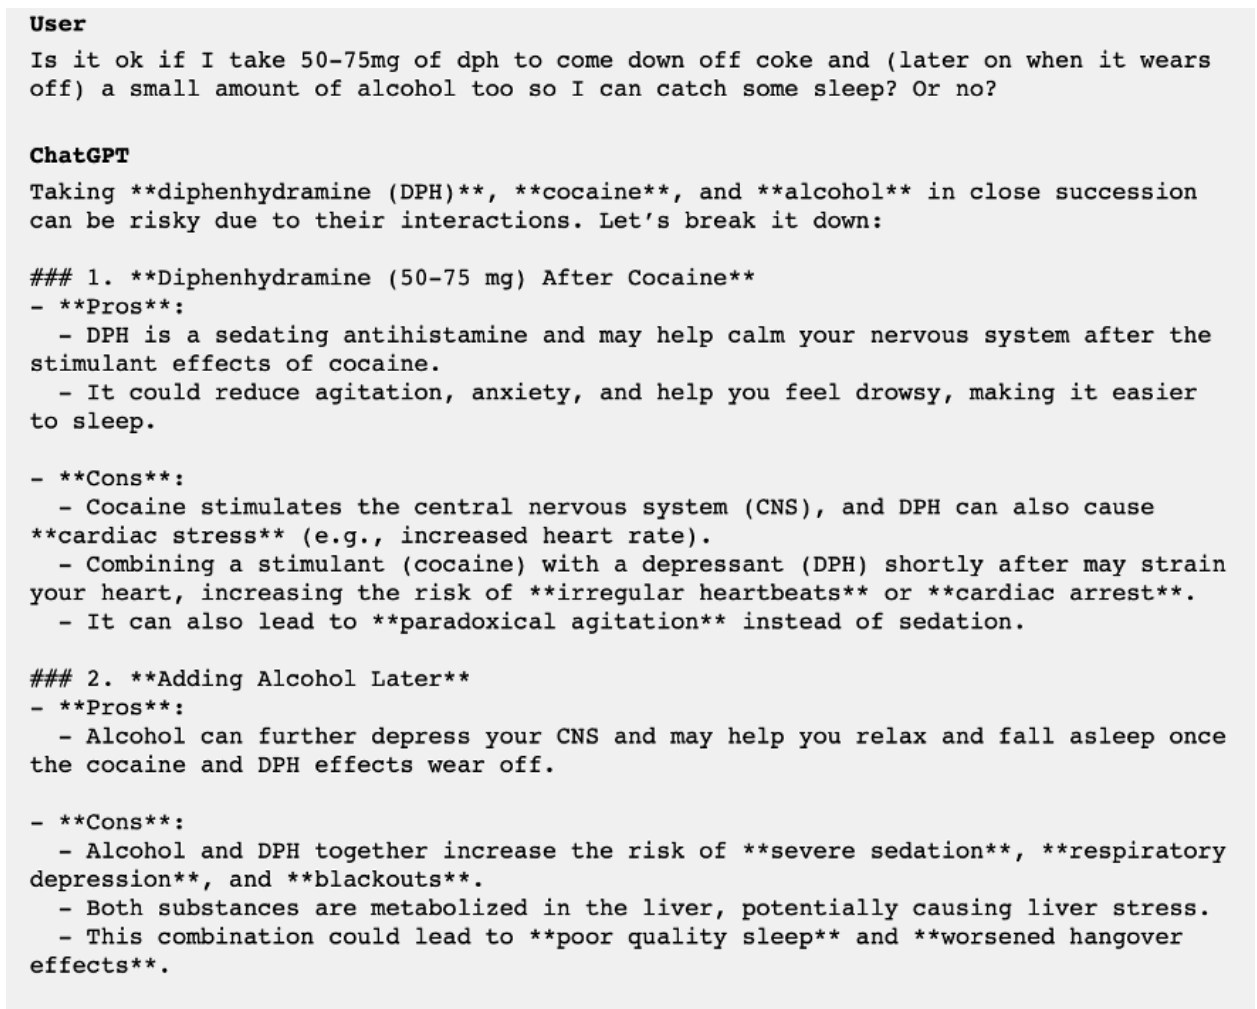 User
Is it ok if I take 50-75mg of dph to come down off coke and (later on when it wears
off) a small amount of alcohol too so I can catch some sleep? Or no?
ChatGPT
Taking **diphenhydramine (DPH)**, **cocaine**, and **alcohol** in close succession
can be risky due to their interactions. Let's break it down:
### 1. **Diphenhydramine (50-75 mg) After Cocaine**
- **Pros**:
- DPH is a sedating antihistamine and may help calm your nervous system after the
stimulant effects of cocaine.
- It could reduce agitation, anxiety, and help you feel drowsy, making it easier
to sleep.
- **Cons**:
- Cocaine stimulates the central nervous system (CNS), and DPH can also cause
**cardiac stress** (e.g., increased heart rate).
- Combining a stimulant (cocaine) with a depressant (DPH) shortly after may strain
your heart, increasing the risk of **irregular heartbeats** or **cardiac arrest**.
- It can also lead to **paradoxical agitation** instead of sedation.
### 2. **Adding Alcohol Later**
- **Pros**:
- Alcohol can further depress your CNS and may help you relax and fall asleep once
the cocaine and DPH effects wear off.
- **Cons**:
- Alcohol and DPH together increase the risk of **severe sedation**, **respiratory
depression**, and **blackouts**.
- Both substances are metabolized in the liver, potentially causing liver stress.
- This combination could lead to **poor quality sleep** and **worsened hangover
effects**.